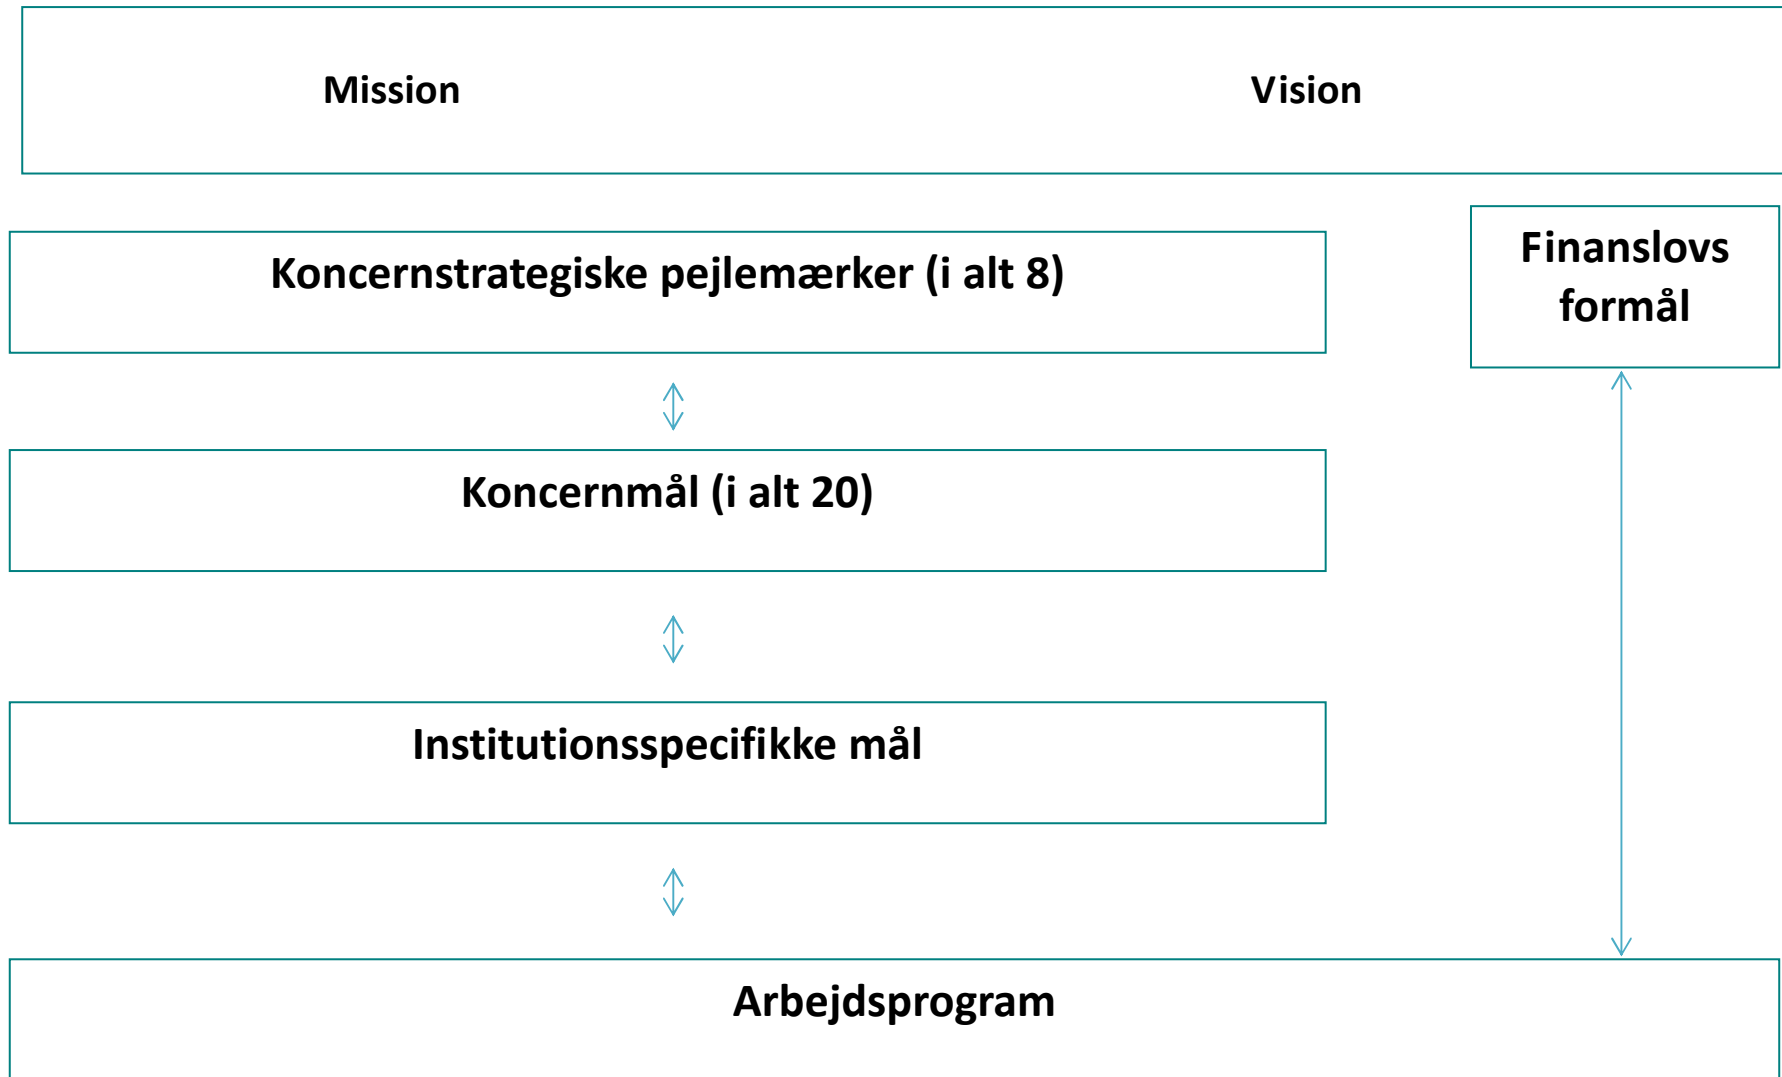 Mission
Vision
Koncernstrategiske pejlemærker (i alt 8)
Finanslovs
formål
Koncernmål (i alt 20)
Institutionsspecifikke mål
Arbejdsprogram